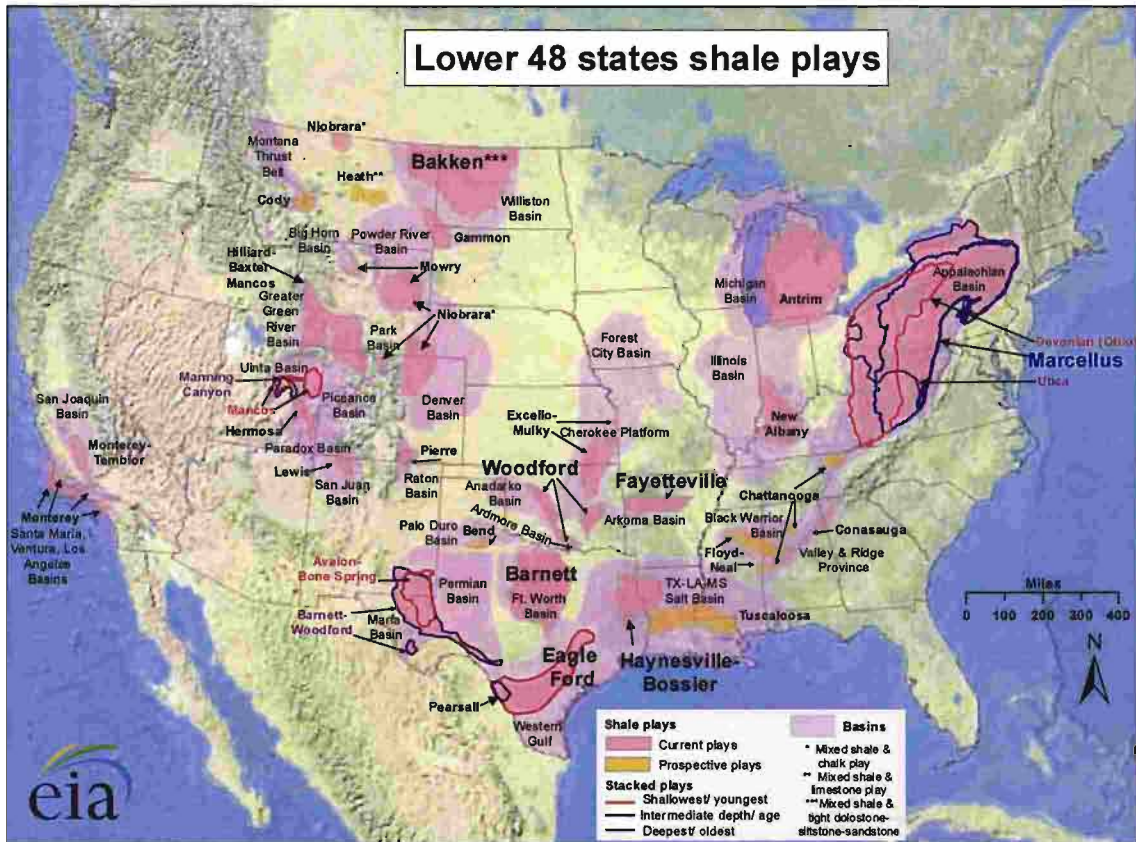 Lower 48 states shale plays
Niobrara*
Montana
Thrust
Belt
Bakken***
Heath**
Cody
Williston
Basin
Big Horn
Basin
Powder River
Basin
Gammon
Hilliard-
Baxter
Mancos
Mowry
Greater
Green
River
Basin
Niobrara*
Park
Basin
Michigan
Basin
Antrim
Appalachian
Basin
Devonian (Ohio)
Marcellus
Utica
Forest
City Basin
Illinois
Basin
Uinta Basin
Manning
Canyon
San Joaquin
Basin
Mancos
Piceance
Basin
Denver
Basin
Hermosa
Excello-
Mulky
Cherokee Platform
New
Albany
Monterey-
Temblor
Paradox Basin
Pierre
Lewis
San Juan
Basin
Raton
Basin
Woodford
Anadarko
Basin
Fayetteville
Chattanooga
Monterey
Santa Maria,
Ventura, Los
Angeles
Basins
Palo Duro
Basin
Bend
Ardmore Basin
Arkoma Basin
Black Warrior
Basin
Conasauga
Floyd-
Neal
Valley & Ridge
Province
Avalon-
Bone Spring
Permian
Basin
Barnett
Ft. Worth
Basin
TX-LA-MS
Salt Basin
Tuscaloosa
Barnett-
Woodford
Marfa
Basin
Eagle
Ford
Haynesville-
Bossier
Pearsall
Western
Gulf
Miles
0 100 200 300 400
N
Shale plays
Current plays
Prospective plays
Stacked plays
Shallowest/ youngest
Intermediate depth/ age
Deepest/ oldest
Basins
* Mixed shale &
chalk play
** Mixed shale &
limestone play
***Mixed shale &
tight dolostone-
siltstone-sandstone
eia